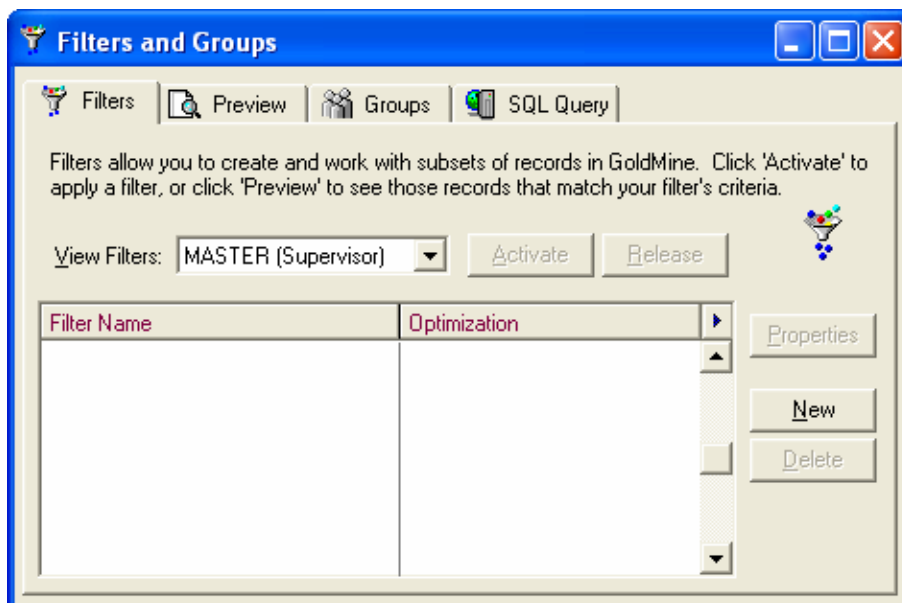 Filters and Groups
Filters Preview Groups SQL Query
Filters allow you to create and work with subsets of records in GoldMine. Click 'Activate' to
apply a filter, or click 'Preview' to see those records that match your filter's criteria.
View Filters: MASTER (Supervisor) Activate Release
Filter Name Optimization
Properties
New
Delete